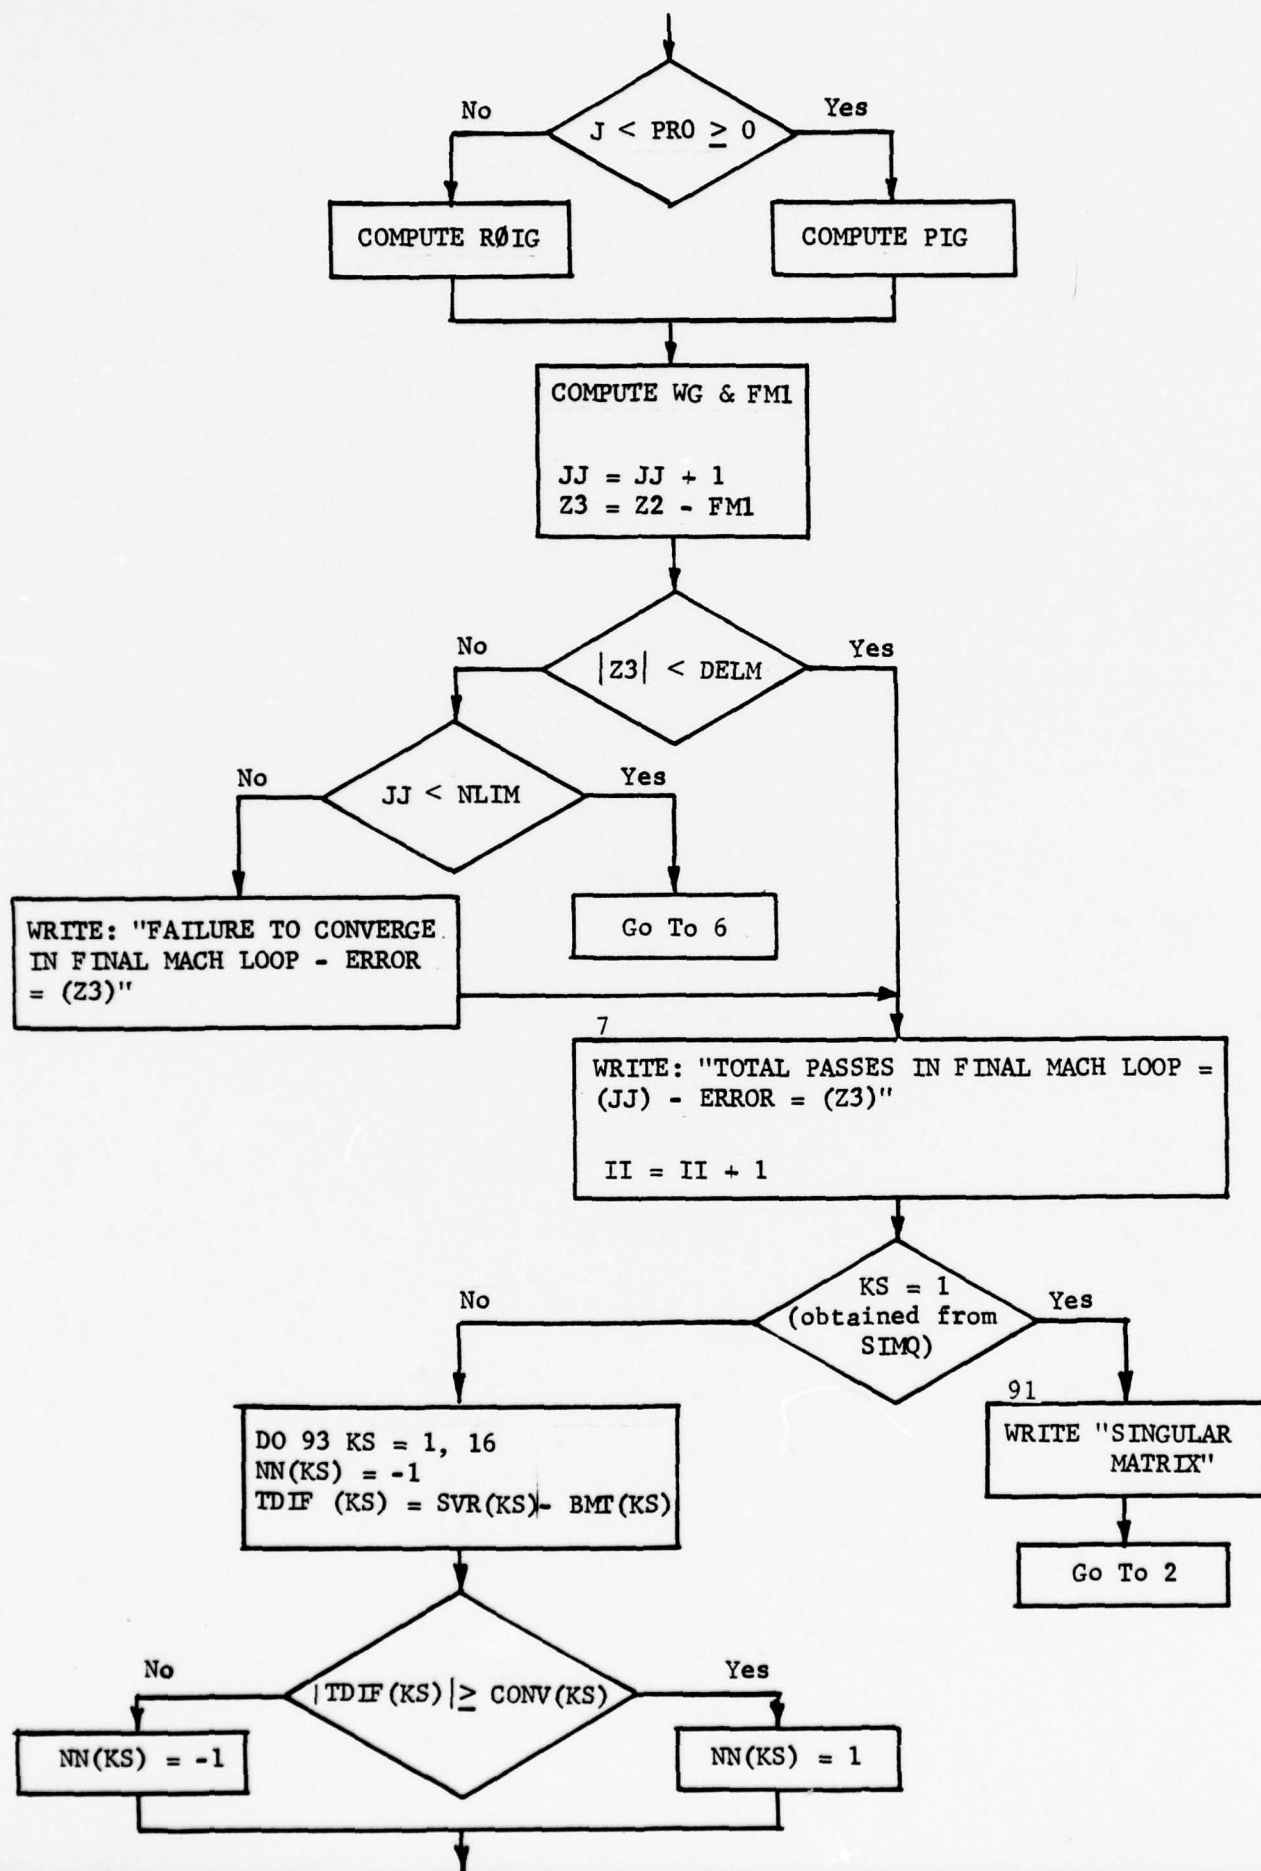 J < PRO ≥ 0
No
Yes
COMPUTE RØIG
COMPUTE PIG
COMPUTE WG & FM1
JJ = JJ + 1
Z3 = Z2 - FM1
|Z3| < DELM
No
Yes
JJ < NLIM
No
Yes
WRITE: "FAILURE TO CONVERGE
IN FINAL MACH LOOP - ERROR
= (Z3)"
Go To 6
7
WRITE: "TOTAL PASSES IN FINAL MACH LOOP =
(JJ) - ERROR = (Z3)"
II = II + 1
KS = 1
(obtained from
SIMQ)
No
Yes
91
WRITE "SINGULAR
MATRIX"
Go To 2
DO 93 KS = 1, 16
NN(KS) = -1
TDIF (KS) = SVR(KS)- BMT(KS)
|TDIF(KS)| ≥ CONV(KS)
No
Yes
NN(KS) = -1
NN(KS) = 1